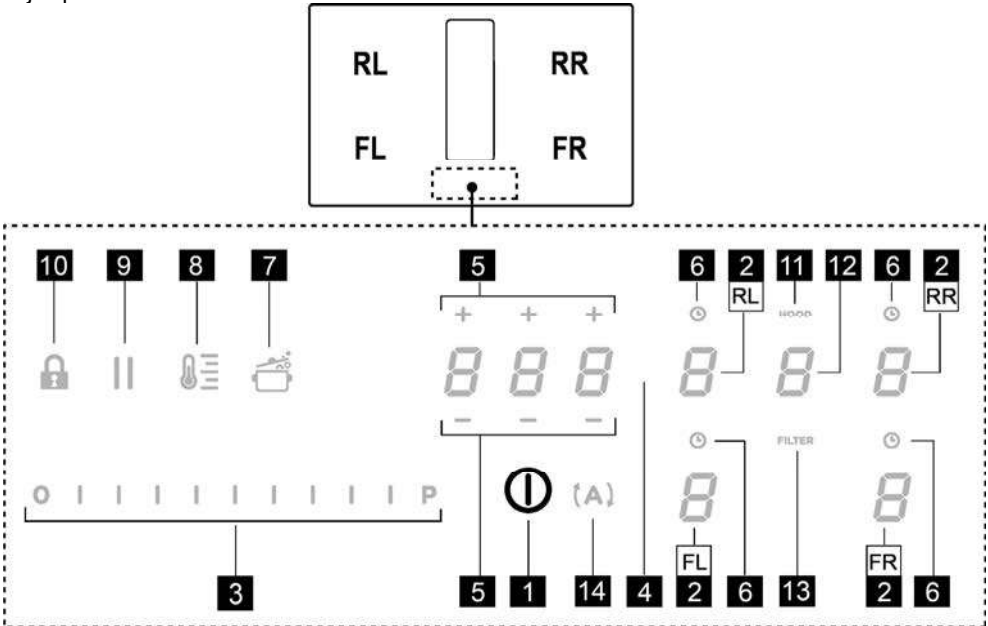 RL RR
FL FR
10 9 8 7 5 6 2 11 12 6 2
RL RR
+ + + HOOD
8 8 8 8 8 8
- - -
FILTER
0 P (A) 8 8
FL FR
3 5 1 14 4 2 6 13 2 6